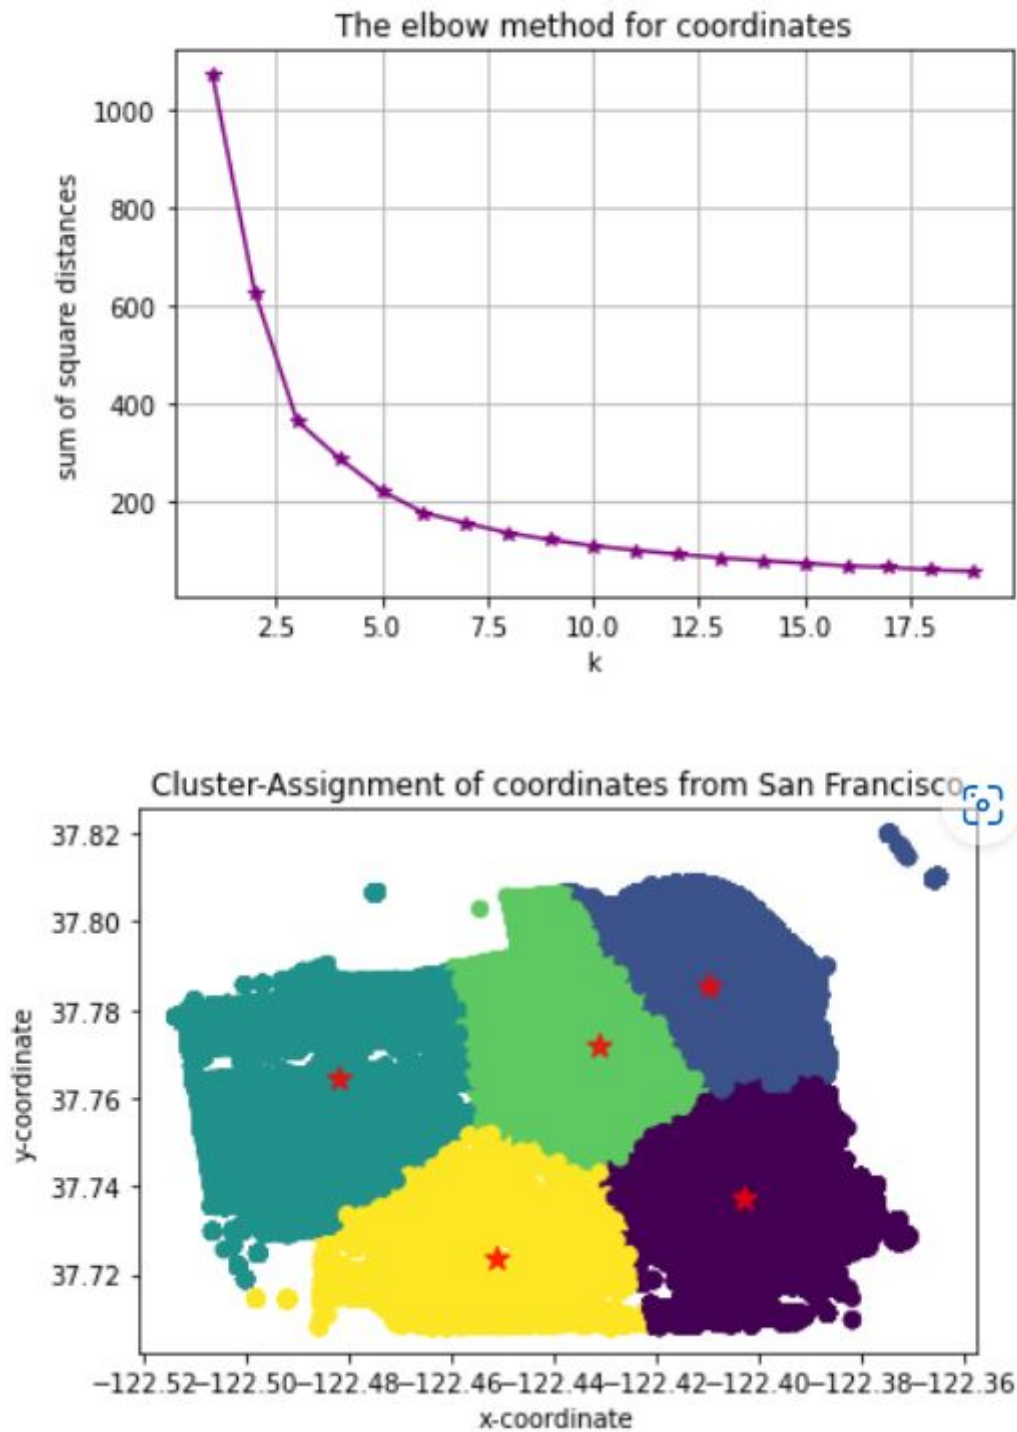 The elbow method for coordinates
1000
800
600
400
200
sum of square distances
2.5 5.0 7.5 10.0 12.5 15.0 17.5
k
Cluster-Assignment of coordinates from San Francisco
37.82
37.80
37.78
37.76
37.74
37.72
y-coordinate
−122.52−122.50−122.48−122.46−122.44−122.42−122.40−122.38−122.36
x-coordinate